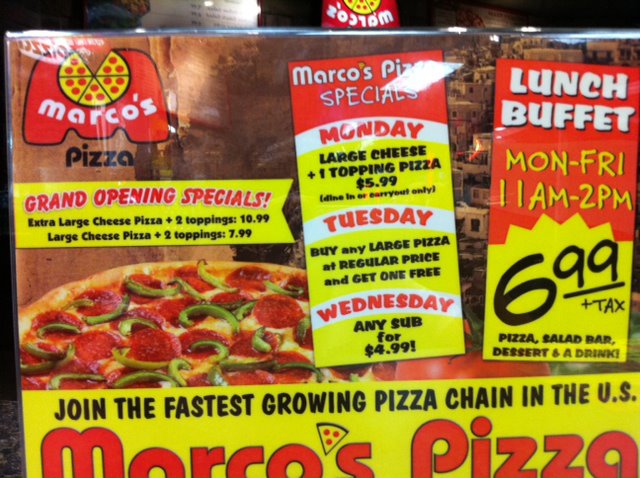 marco's
Pizza
GRAND OPENING SPECIALS!
Extra Large Cheese Pizza + 2 toppings: 10.99
Large Cheese Pizza + 2 toppings: 7.99
Marco's Pizza
SPECIALS
MONDAY
LARGE CHEESE
+ 1 TOPPING PIZZA
$5.99
(dine in or carryout only)
TUESDAY
BUY any LARGE PIZZA
at REGULAR PRICE
and GET ONE FREE
WEDNESDAY
ANY SUB
for
$4.99!
LUNCH
BUFFET
MON-FRI
11AM-2PM
6.99
+TAX
PIZZA, SALAD BAR,
DESSERT & A DRINK!
JOIN THE FASTEST GROWING PIZZA CHAIN IN THE U.S.
Marco's Pizza
marco's